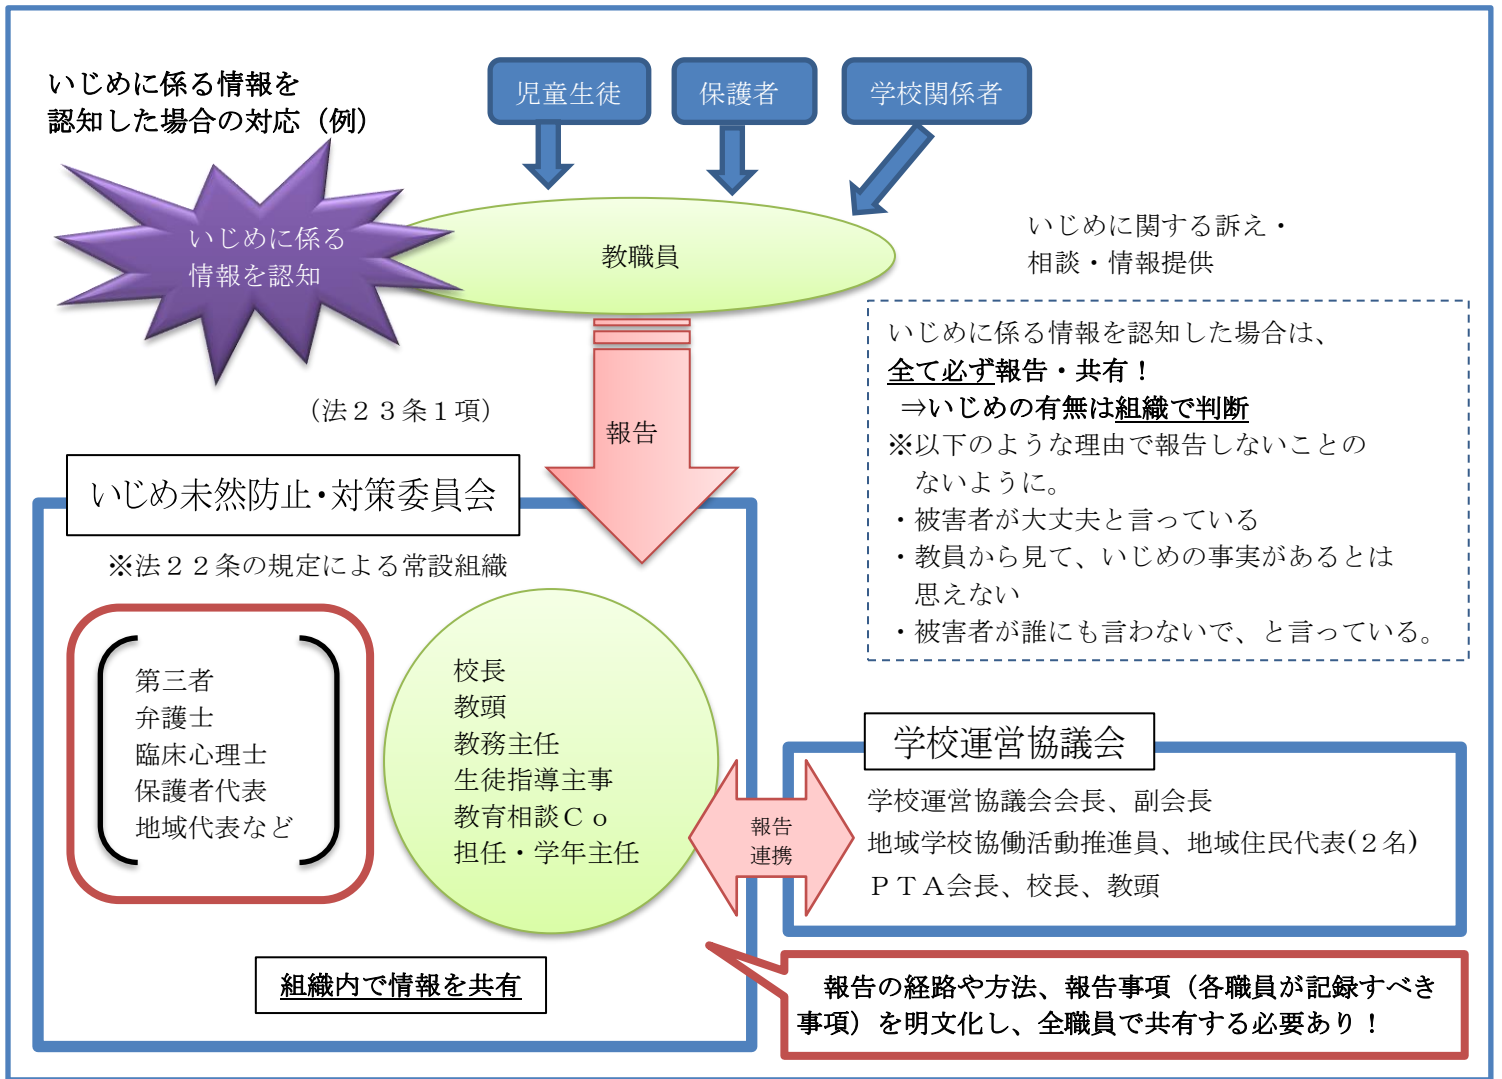 いじめに係る情報を
認知した場合の対応（例）
児童生徒
保護者
学校関係者
いじめに係る
情報を認知
教職員
いじめに関する訴え・
相談・情報提供
いじめに係る情報を認知した場合は、
全て必ず報告・共有！
⇒いじめの有無は組織で判断
※以下のような理由で報告しないことの
ないように。
・被害者が大丈夫と言っている
・教員から見て、いじめの事実があるとは
思えない
・被害者が誰にも言わないで、と言っている。
（法２３条１項）
報告
いじめ未然防止・対策委員会
※法２２条の規定による常設組織
第三者
弁護士
臨床心理士
保護者代表
地域代表など
校長
教頭
教務主任
生徒指導主事
教育相談Ｃｏ
担任・学年主任
報告
連携
学校運営協議会
学校運営協議会会長、副会長
地域学校協働活動推進員、地域住民代表(２名)
ＰＴＡ会長、校長、教頭
組織内で情報を共有
報告の経路や方法、報告事項（各職員が記録すべき
事項）を明文化し、全職員で共有する必要あり！